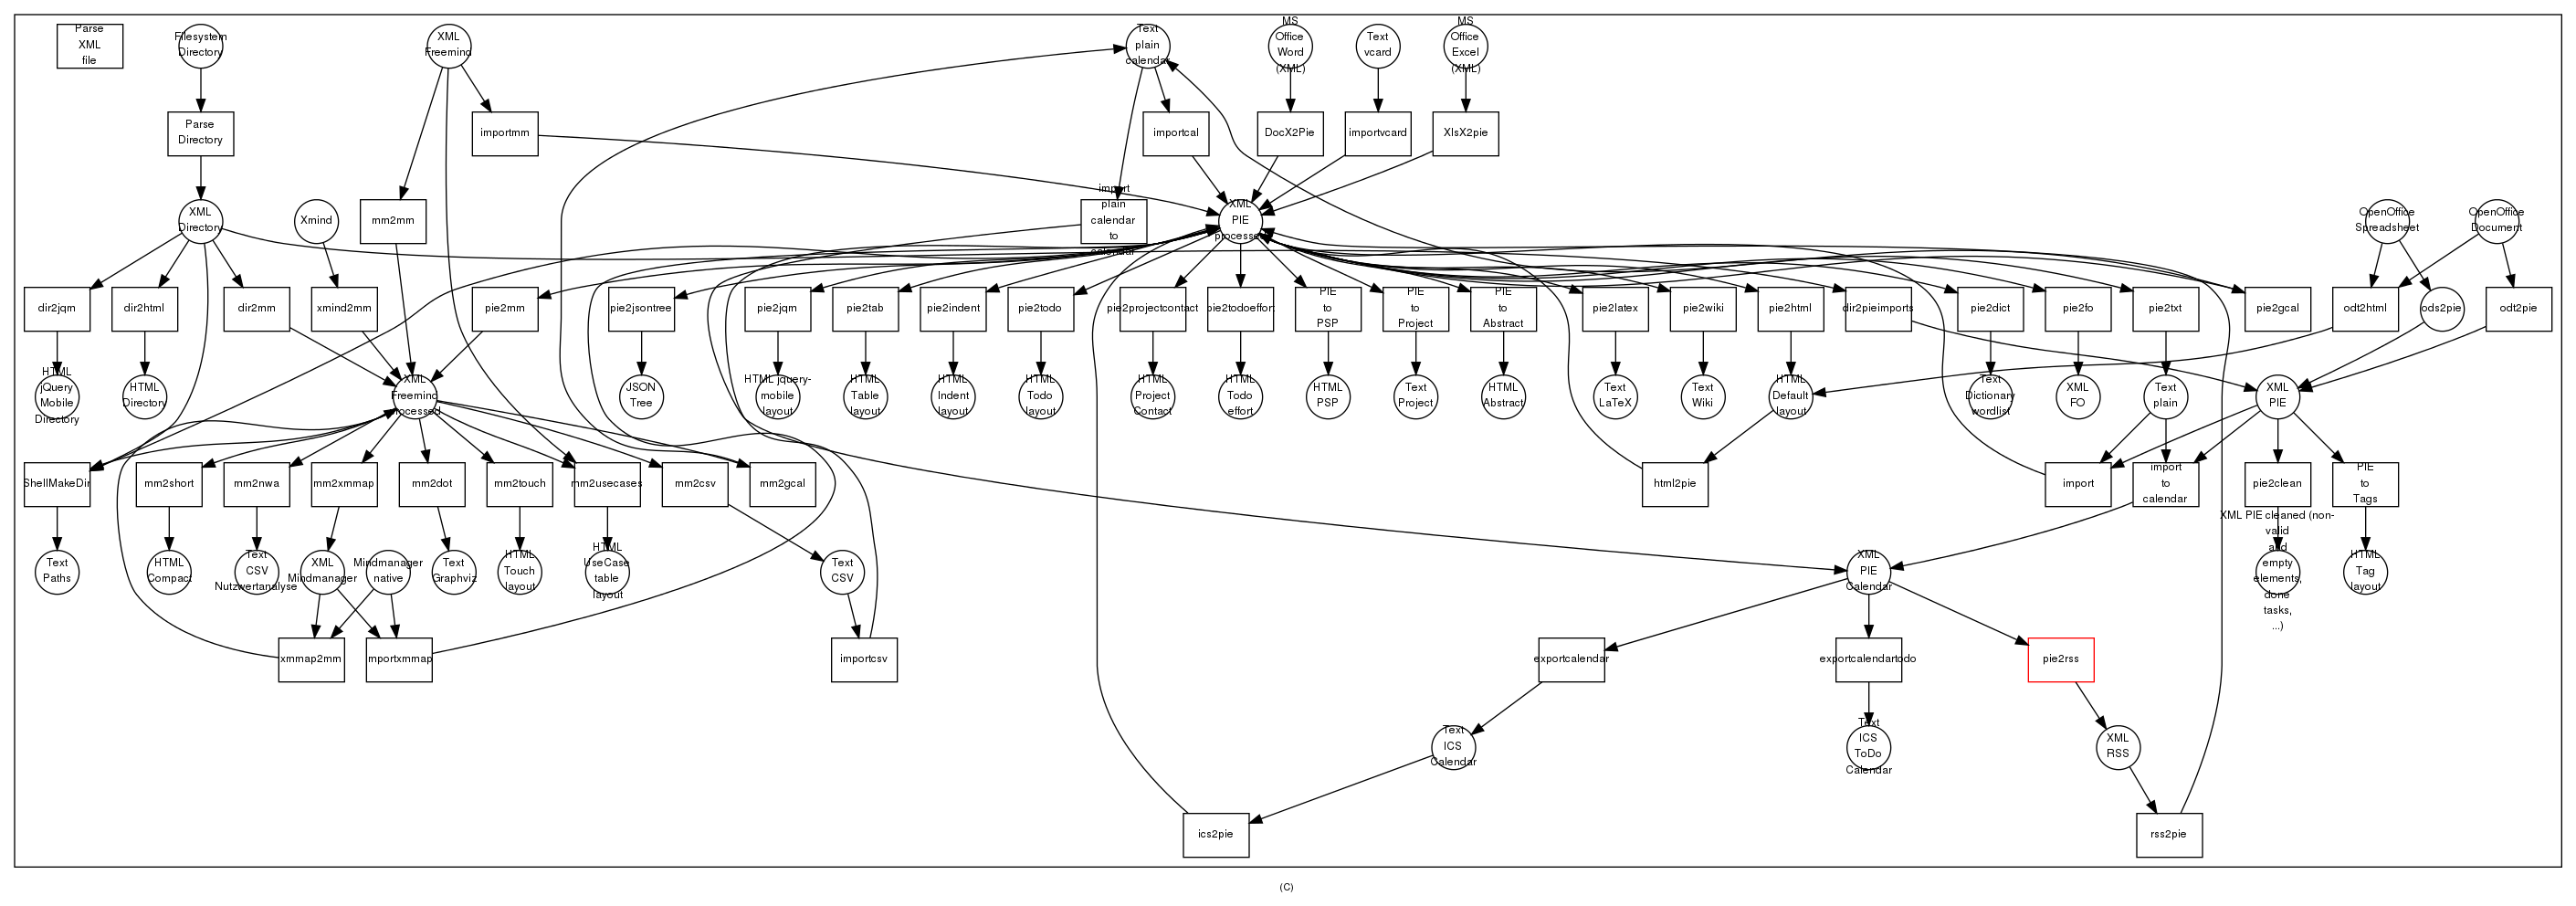 Parse
XML
file
Filesystem
Directory
XML
Freemind
Text
plain
calendar
MS
Office
Word
(XML)
Text
vcard
MS
Office
Excel
(XML)
Parse
Directory
importmm
importcal
DocX2Pie
importvcard
XlsX2pie
XML
Directory
Xmind
mm2mm
import
plain
calendar
to
calendar
XML
PIE
processed
OpenOffice
Spreadsheet
OpenOffice
Document
dir2jqm
dir2html
dir2mm
xmind2mm
pie2mm
pie2jsontree
pie2jqm
pie2tab
pie2indent
pie2todo
pie2projectcontact
pie2todoeffort
PIE
to
PSP
PIE
to
Project
PIE
to
Abstract
pie2latex
pie2wiki
pie2html
dir2pieimports
pie2dict
pie2fo
pie2txt
pie2gcal
odt2html
ods2pie
odt2pie
HTML
jQuery
Mobile
Directory
HTML
Directory
XML
Freemind
processed
JSON
Tree
HTML jquery-
mobile
layout
HTML
Table
layout
HTML
Indent
layout
HTML
Todo
layout
HTML
Project
Contact
HTML
Todo
effort
HTML
PSP
Text
Project
HTML
Abstract
Text
LaTeX
Text
Wiki
HTML
Default
layout
Text
Dictionary
wordlist
XML
FO
Text
plain
XML
PIE
ShellMakeDir
mm2short
mm2nwa
mm2xmmap
mm2dot
mm2touch
mm2usecases
mm2csv
mm2gcal
html2pie
import
import
to
calendar
pie2clean
PIE
to
Tags
Text
Paths
HTML
Compact
Text
CSV
Nutzwertanalyse
XML
Mindmanager
Mindmanager
native
Text
Graphviz
HTML
Touch
layout
HTML
UseCase
table
layout
Text
CSV
XML
PIE
Calendar
XML PIE cleaned (non-
valid
and
empty
elements,
done
tasks,
...)
HTML
Tag
layout
xmmap2mm
importxmmap
importcsv
exportcalendar
exportcalendartodo
pie2rss
Text
ICS
Calendar
Text
ICS
ToDo
Calendar
XML
RSS
ics2pie
rss2pie
(C)